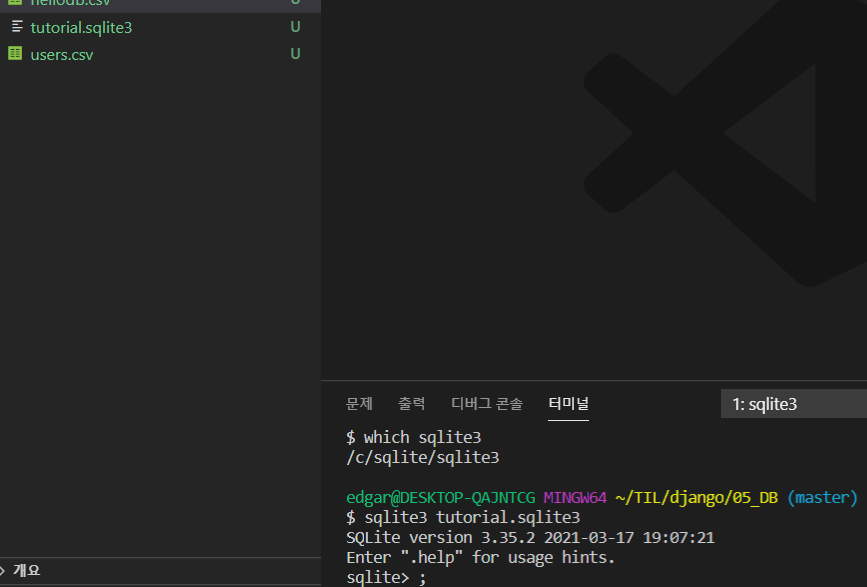 hellodb.csv U
tutorial.sqlite3 U
users.csv U
문제 출력 디버그 콘솔 터미널 1: sqlite3
$ which sqlite3
/c/sqlite/sqlite3
edgar@DESKTOP-QAJNTCG MINGW64 ~/TIL/django/05_DB (master)
$ sqlite3 tutorial.sqlite3
SQLite version 3.35.2 2021-03-17 19:07:21
Enter ".help" for usage hints.
sqlite> ;
> 개요